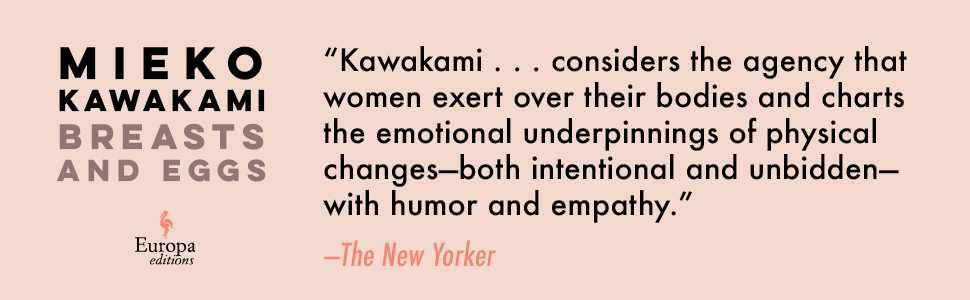 MIEKO
KAWAKAMI
BREASTS
AND EGGS
Europa
editions
“Kawakami . . . considers the agency that
women exert over their bodies and charts
the emotional underpinnings of physical
changes—both intentional and unbidden—
with humor and empathy.”
—The New Yorker